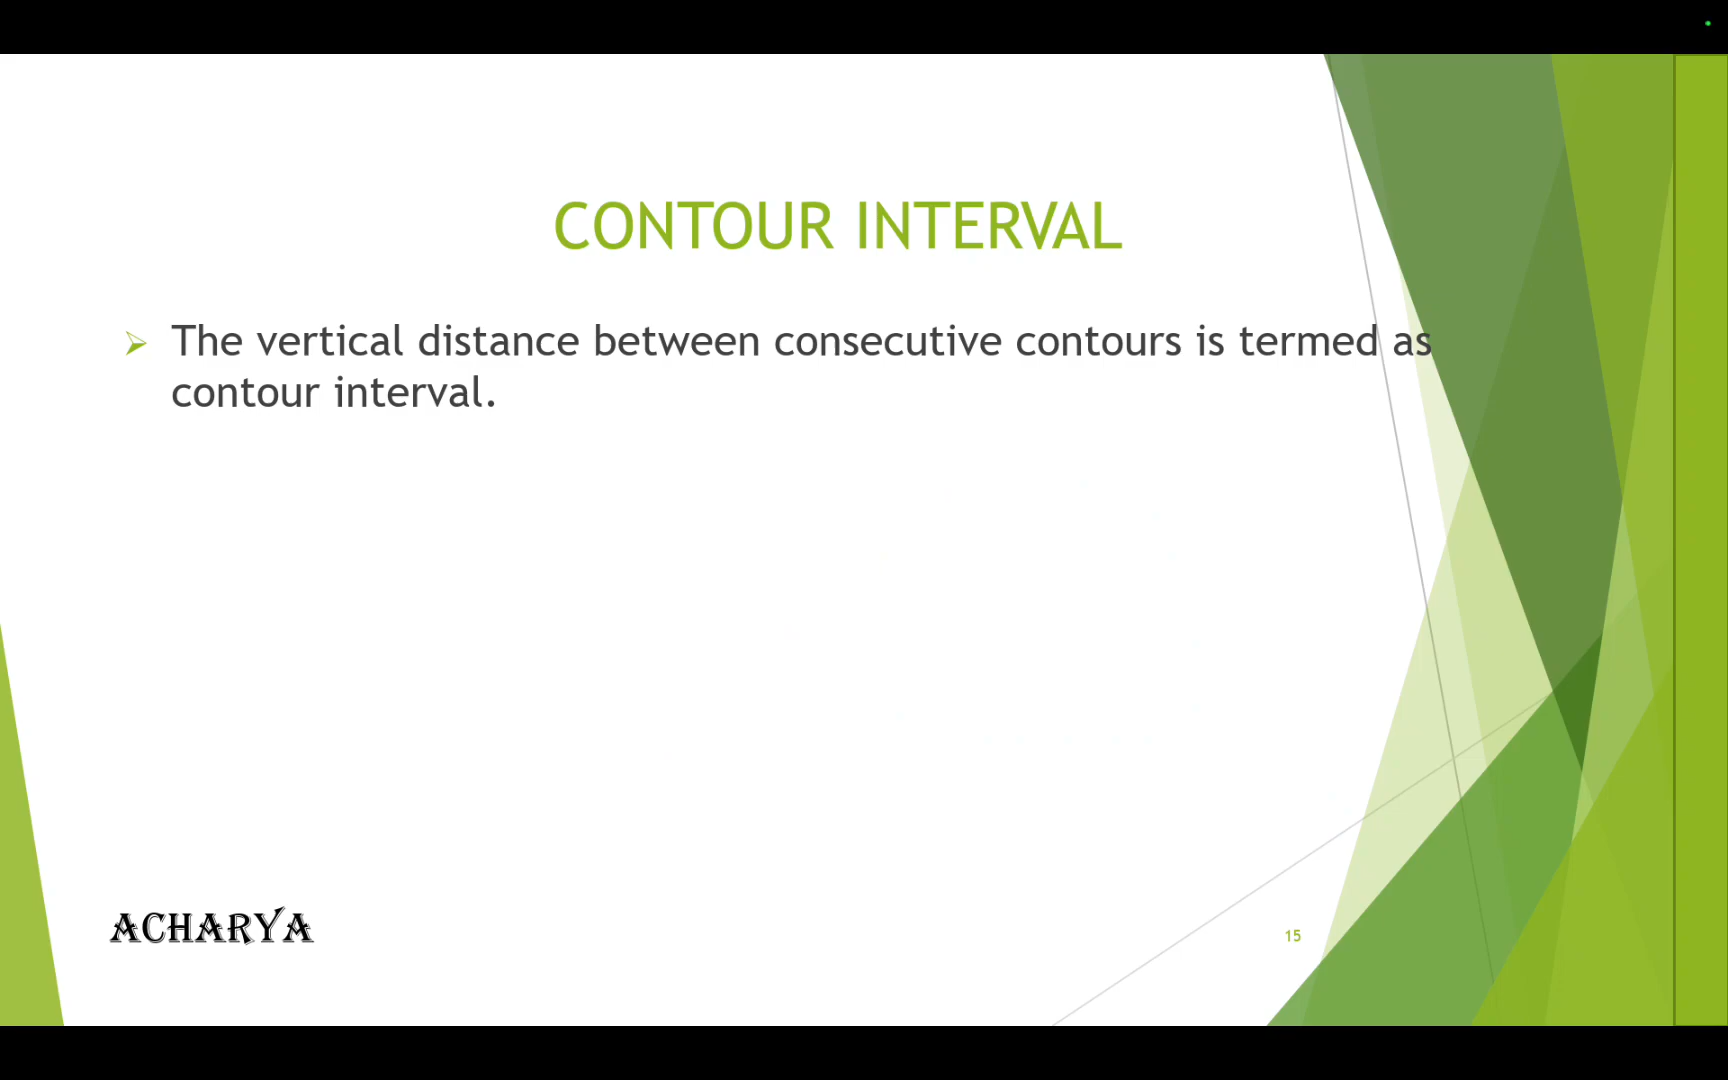 CONTOUR INTERVAL
The vertical distance between consecutive contours is termed as
contour interval.
ACHARYA
15